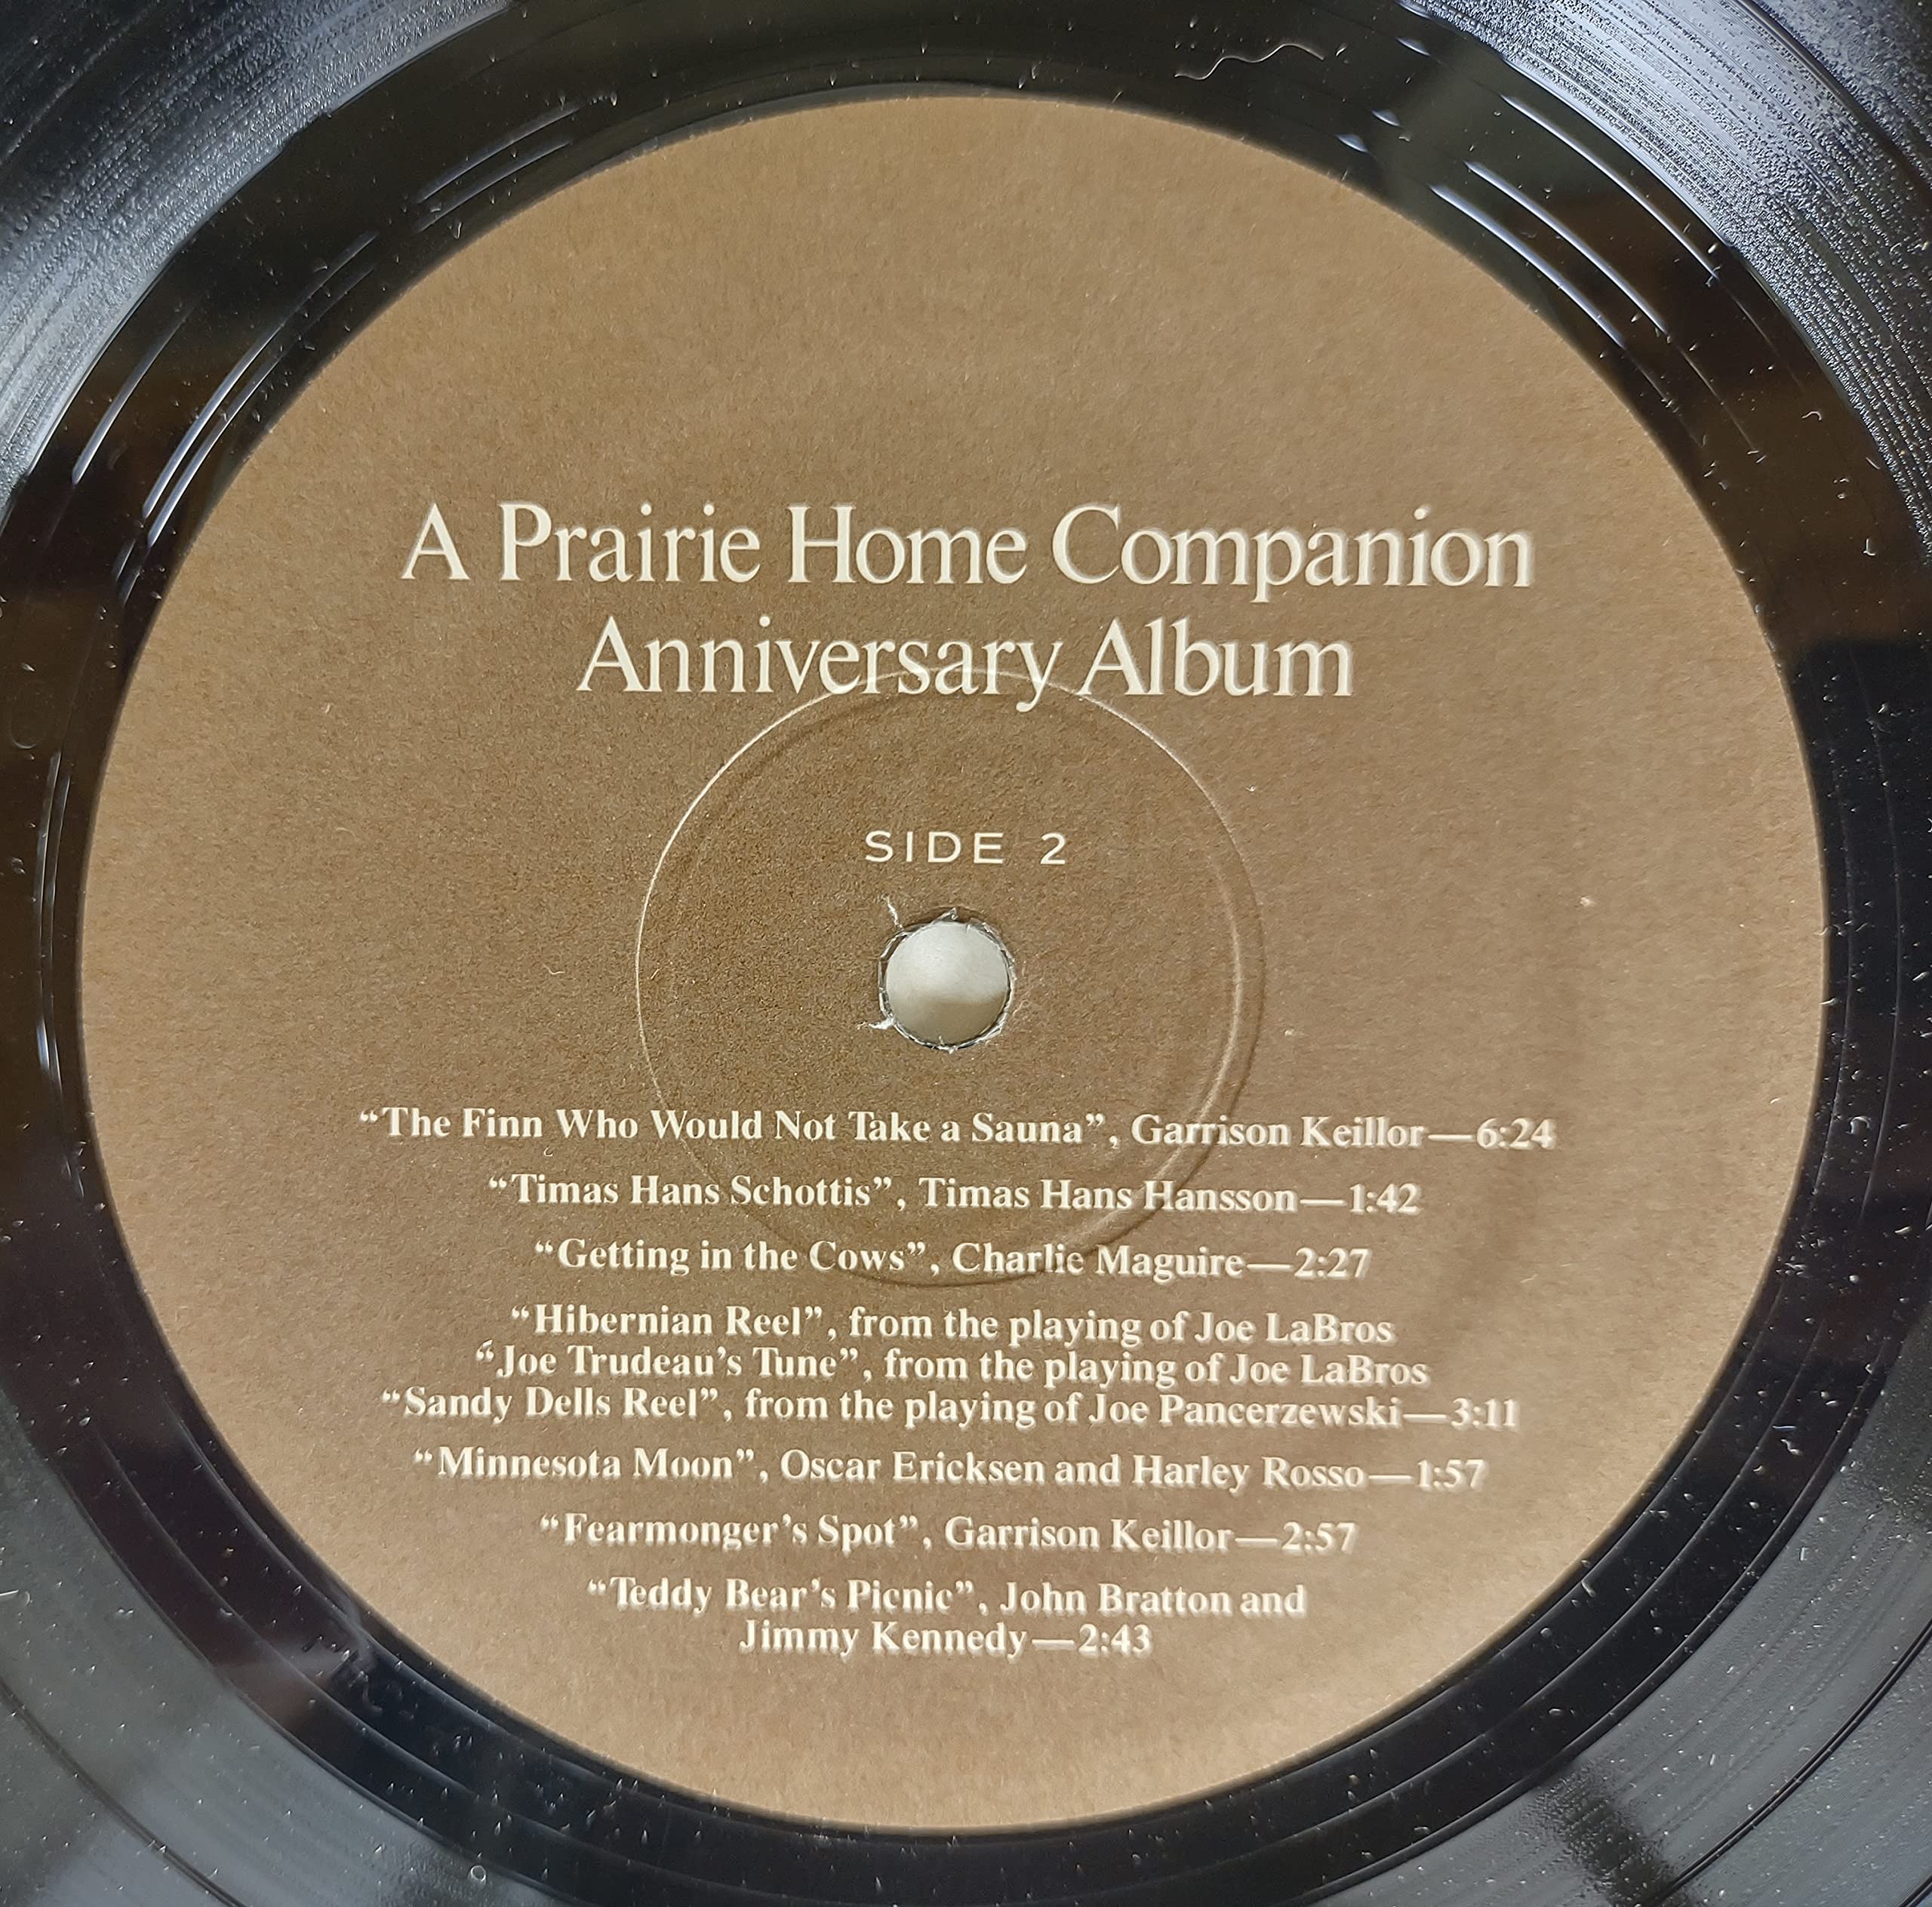 A Prairie Home Companion
Anniversary Album
SIDE 2
“The Finn Who Would Not Take a Sauna”, Garrison Keillor—6:24
“Timas Hans Schottis”, Timas Hans Hansson—1:42
“Getting in the Cows”, Charlie Maguire—2:27
“Hibernian Reel”, from the playing of Joe LaBros
“Joe Trudeau’s Tune”, from the playing of Joe LaBros
“Sandy Dells Reel”, from the playing of Joe Pancerzewski—3:11
“Minnesota Moon”, Oscar Ericksen and Harley Rosso—1:57
“Fearmonger’s Spot”, Garrison Keillor—2:57
“Teddy Bear’s Picnic”, John Bratton and
Jimmy Kennedy—2:43